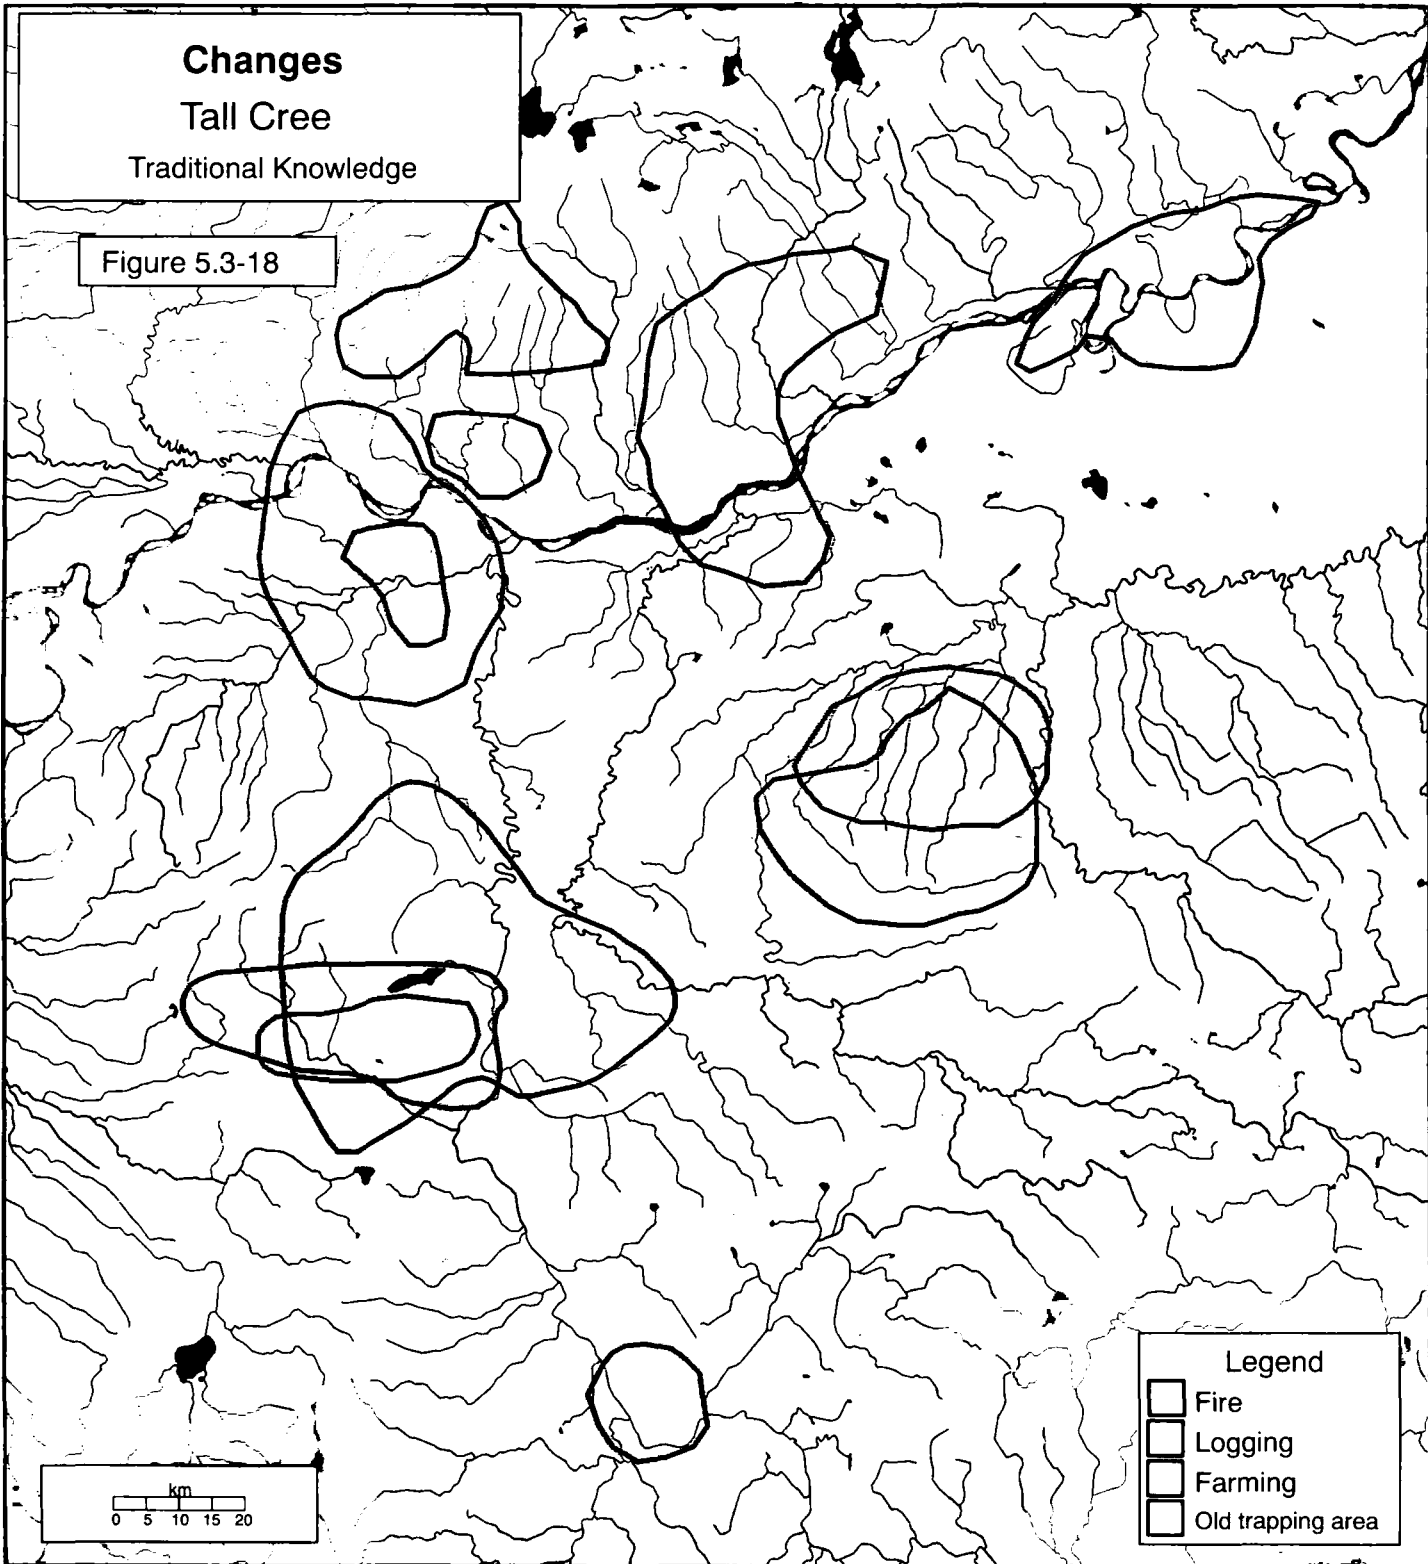 Changes
Tall Cree
Traditional Knowledge
Figure 5.3-18
Legend
Fire
Logging
Farming
Old trapping area
km
0 5 10 15 20